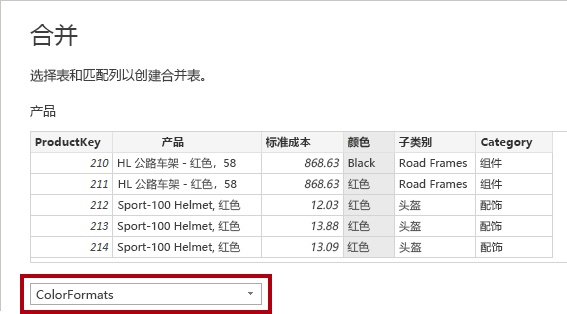 合并
选择表和匹配列以创建合并表。
产品
ProductKey 产品 标准成本 颜色 子类别 Category
210 HL 公路车架 - 红色，58 868.63 Black Road Frames 组件
211 HL 公路车架 - 红色，58 868.63 红色 Road Frames 组件
212 Sport-100 Helmet, 红色 12.03 红色 头盔 配饰
213 Sport-100 Helmet, 红色 13.88 红色 头盔 配饰
214 Sport-100 Helmet, 红色 13.09 红色 头盔 配饰
ColorFormats